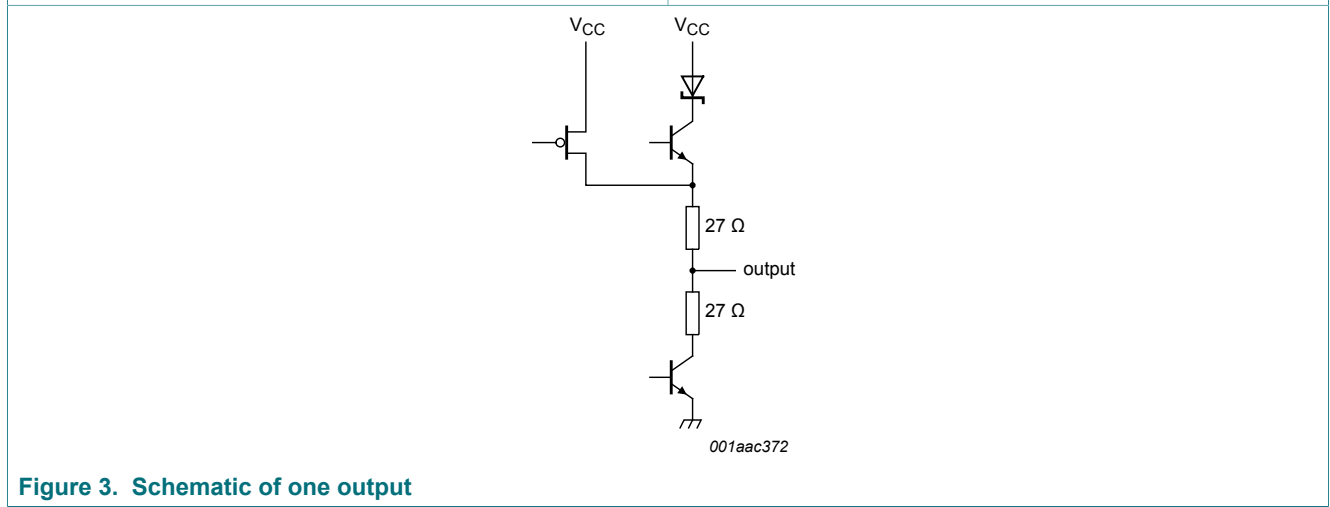 VCC VCC
27 Ω
output
27 Ω
001aac372
Figure 3. Schematic of one output